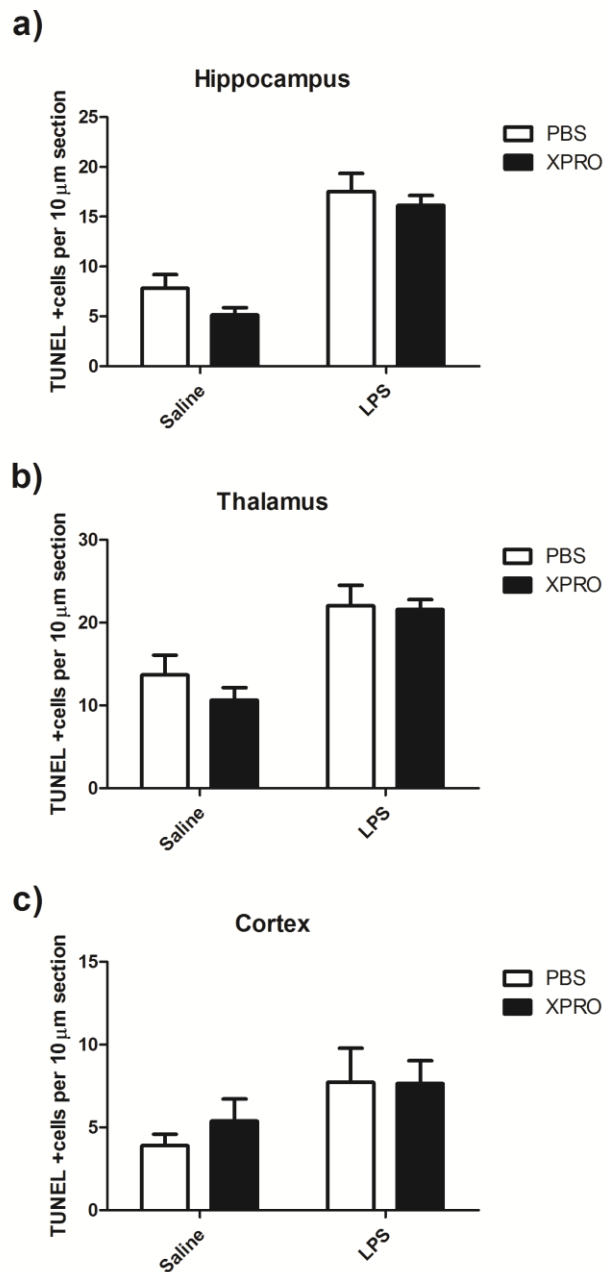 a)
Hippocampus
TUNEL +cells per 10 µm section
25
20
15
10
5
0
Saline
LPS
PBS
XPRO
b)
Thalamus
TUNEL +cells per 10 µm section
30
20
10
0
Saline
LPS
PBS
XPRO
c)
Cortex
TUNEL +cells per 10 µm section
15
10
5
0
Saline
LPS
PBS
XPRO